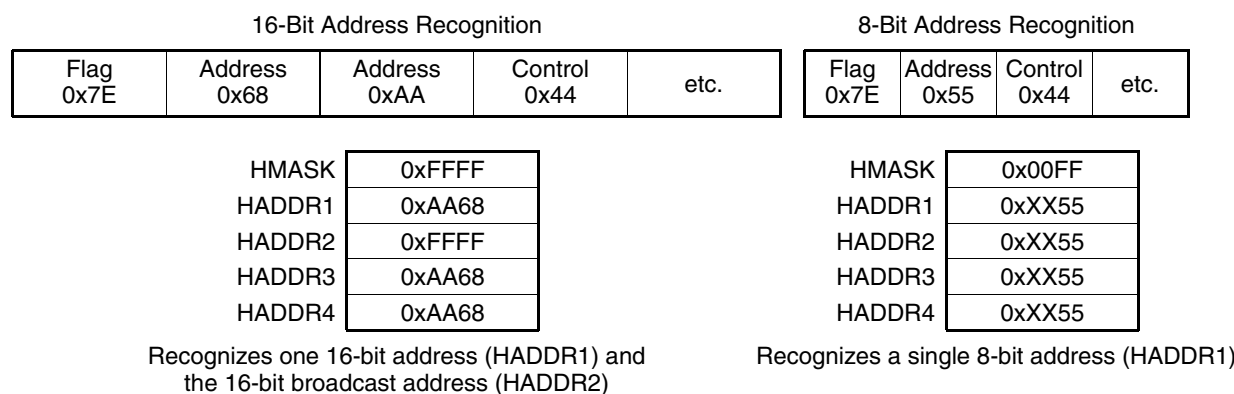 16-Bit Address Recognition
Flag 0x7E
Address 0x68
Address 0xAA
Control 0x44
etc.
HMASK 0xFFFF
HADDR1 0xAA68
HADDR2 0xFFFF
HADDR3 0xAA68
HADDR4 0xAA68
Recognizes one 16-bit address (HADDR1) and
the 16-bit broadcast address (HADDR2)
8-Bit Address Recognition
Flag 0x7E
Address 0x55
Control 0x44
etc.
HMASK 0x00FF
HADDR1 0xXX55
HADDR2 0xXX55
HADDR3 0xXX55
HADDR4 0xXX55
Recognizes a single 8-bit address (HADDR1)